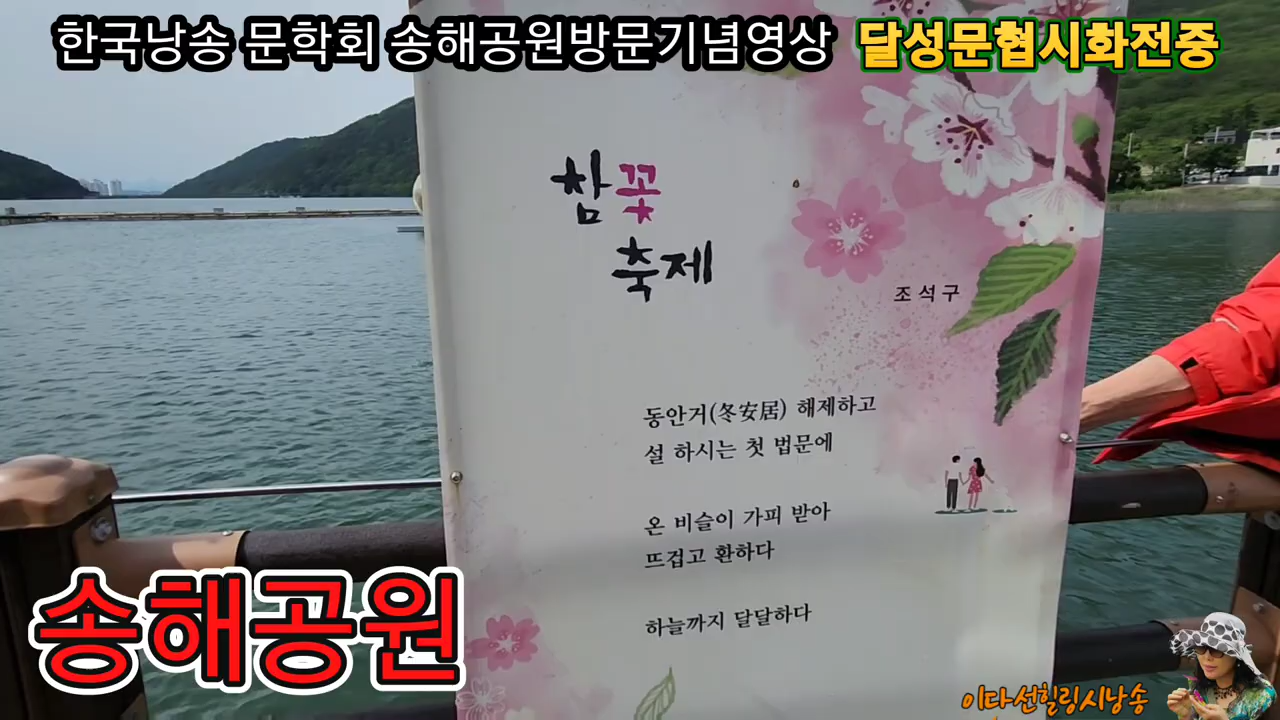 한국낭송 문학회 송해공원방문기념영상 달성문협시화전중
참꽃
축제
조석구
동안거(冬安居) 해제하고
설 하시는 첫 법문에
온 비슬이 가피 받아
뜨겁고 환하다
하늘까지 달달하다
송해공원
이다선힐링시낭송